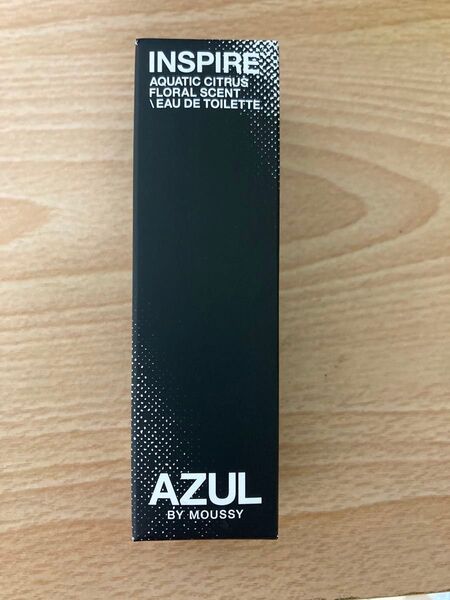 INSPIRE
AQUATIC CITRUS
FLORAL SCENT
\EAU DE TOILETTE
AZUL
BY MOUSSY